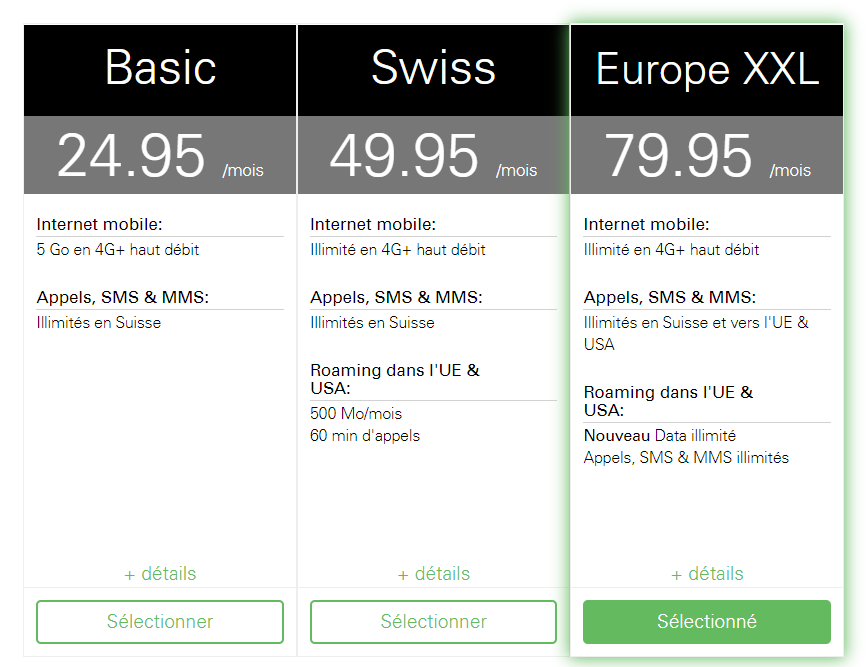 Basic
24.95 /mois
Internet mobile:
5 Go en 4G+ haut débit
Appels, SMS & MMS:
Illimités en Suisse
+ détails
Sélectionner
Swiss
49.95 /mois
Internet mobile:
Illimité en 4G+ haut débit
Appels, SMS & MMS:
Illimités en Suisse
Roaming dans l'UE &
USA:
500 Mo/mois
60 min d'appels
+ détails
Sélectionner
Europe XXL
79.95 /mois
Internet mobile:
Illimité en 4G+ haut débit
Appels, SMS & MMS:
Illimités en Suisse et vers l'UE &
USA
Roaming dans l'UE &
USA:
Nouveau Data illimité
Appels, SMS & MMS illimités
+ détails
Sélectionné